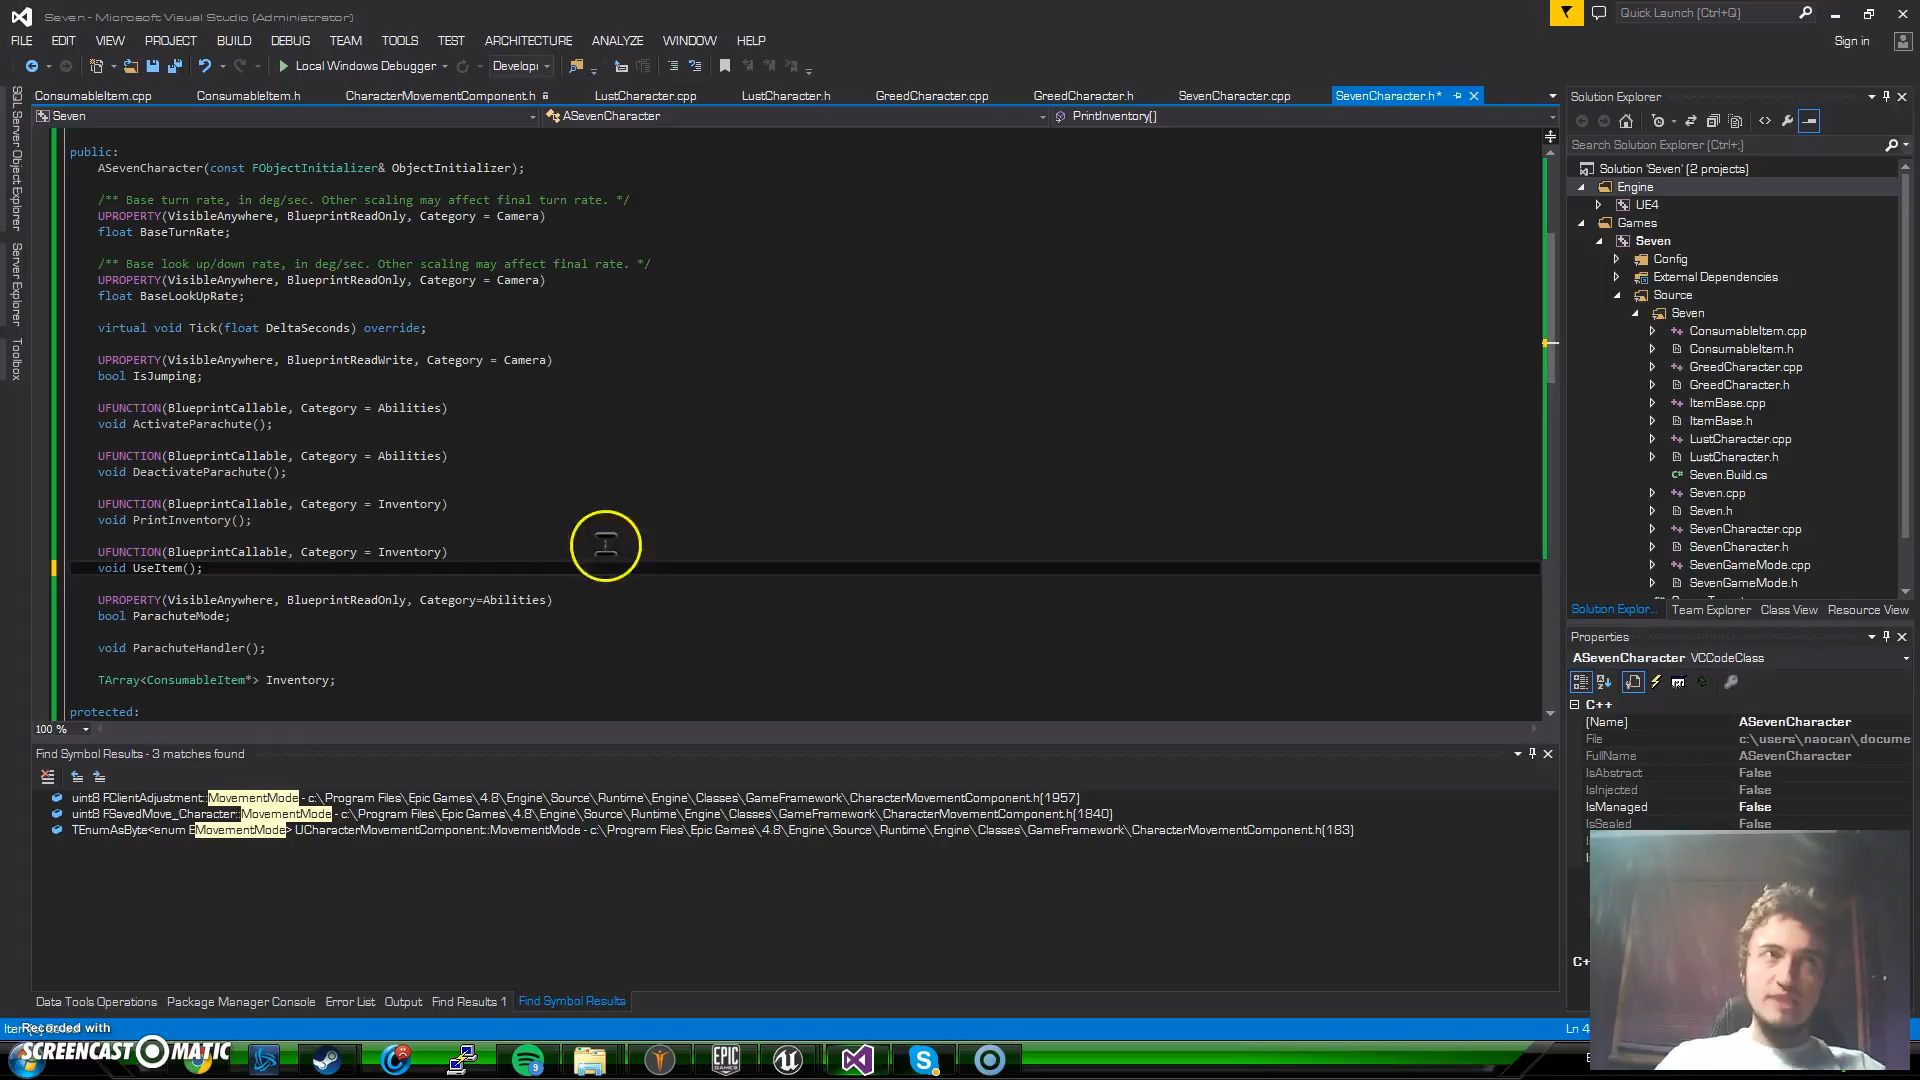 Seven - Microsoft Visual Studio (Administrator)
Quick Launch (Ctrl+Q)
FILE EDIT VIEW PROJECT BUILD DEBUG TEAM TOOLS TEST ARCHITECTURE ANALYZE WINDOW HELP
Sign in
Local Windows Debugger Develop
ConsumableItem.cpp ConsumableItem.h CharacterMovementComponent.h LustCharacter.cpp LustCharacter.h GreedCharacter.cpp GreedCharacter.h SevenCharacter.cpp SevenCharacter.h*
Seven ASevenCharacter PrintInventory()
SQL Server Object Explorer
Server Explorer
Toolbox
public:
ASevenCharacter(const FObjectInitializer& ObjectInitializer);
/** Base turn rate, in deg/sec. Other scaling may affect final turn rate. */
UPROPERTY(VisibleAnywhere, BlueprintReadOnly, Category = Camera)
float BaseTurnRate;
/** Base look up/down rate, in deg/sec. Other scaling may affect final rate. */
UPROPERTY(VisibleAnywhere, BlueprintReadOnly, Category = Camera)
float BaseLookUpRate;
virtual void Tick(float DeltaSeconds) override;
UPROPERTY(VisibleAnywhere, BlueprintReadWrite, Category = Camera)
bool IsJumping;
UFUNCTION(BlueprintCallable, Category = Abilities)
void ActivateParachute();
UFUNCTION(BlueprintCallable, Category = Abilities)
void DeactivateParachute();
UFUNCTION(BlueprintCallable, Category = Inventory)
void PrintInventory();
UFUNCTION(BlueprintCallable, Category = Inventory)
void UseItem();
UPROPERTY(VisibleAnywhere, BlueprintReadOnly, Category=Abilities)
bool ParachuteMode;
void ParachuteHandler();
TArray<ConsumableItem*> Inventory;
protected:
100 %
Find Symbol Results - 3 matches found
uint8 FClientAdjustment::MovementMode - c:\Program Files\Epic Games\4.8\Engine\Source\Runtime\Engine\Classes\GameFramework\CharacterMovementComponent.h(1957)
uint8 FSavedMove_Character::MovementMode - c:\Program Files\Epic Games\4.8\Engine\Source\Runtime\Engine\Classes\GameFramework\CharacterMovementComponent.h(1840)
TEnumAsByte<enum EMovementMode> UCharacterMovementComponent::MovementMode - c:\Program Files\Epic Games\4.8\Engine\Source\Runtime\Engine\Classes\GameFramework\CharacterMovementComponent.h(183)
Data Tools Operations Package Manager Console Error List Output Find Results 1 Find Symbol Results
Solution Explorer
Search Solution Explorer (Ctrl+;)
Solution 'Seven' (2 projects)
Engine
UE4
Games
Seven
Config
External Dependencies
Source
Seven
ConsumableItem.cpp
ConsumableItem.h
GreedCharacter.cpp
GreedCharacter.h
ItemBase.cpp
ItemBase.h
LustCharacter.cpp
LustCharacter.h
Seven.Build.cs
Seven.cpp
Seven.h
SevenCharacter.cpp
SevenCharacter.h
SevenGameMode.cpp
SevenGameMode.h
Solution Explor... Team Explorer Class View Resource View
Properties
ASevenCharacter VCCodeClass
C++
(Name) ASevenCharacter
File c:\users\naocan\docume
FullName ASevenCharacter
IsAbstract False
IsInjected False
IsManaged False
IsSealed False
C+
Ln 4
Recorded with
SCREENCAST MATIC
9
EPIC GAMES